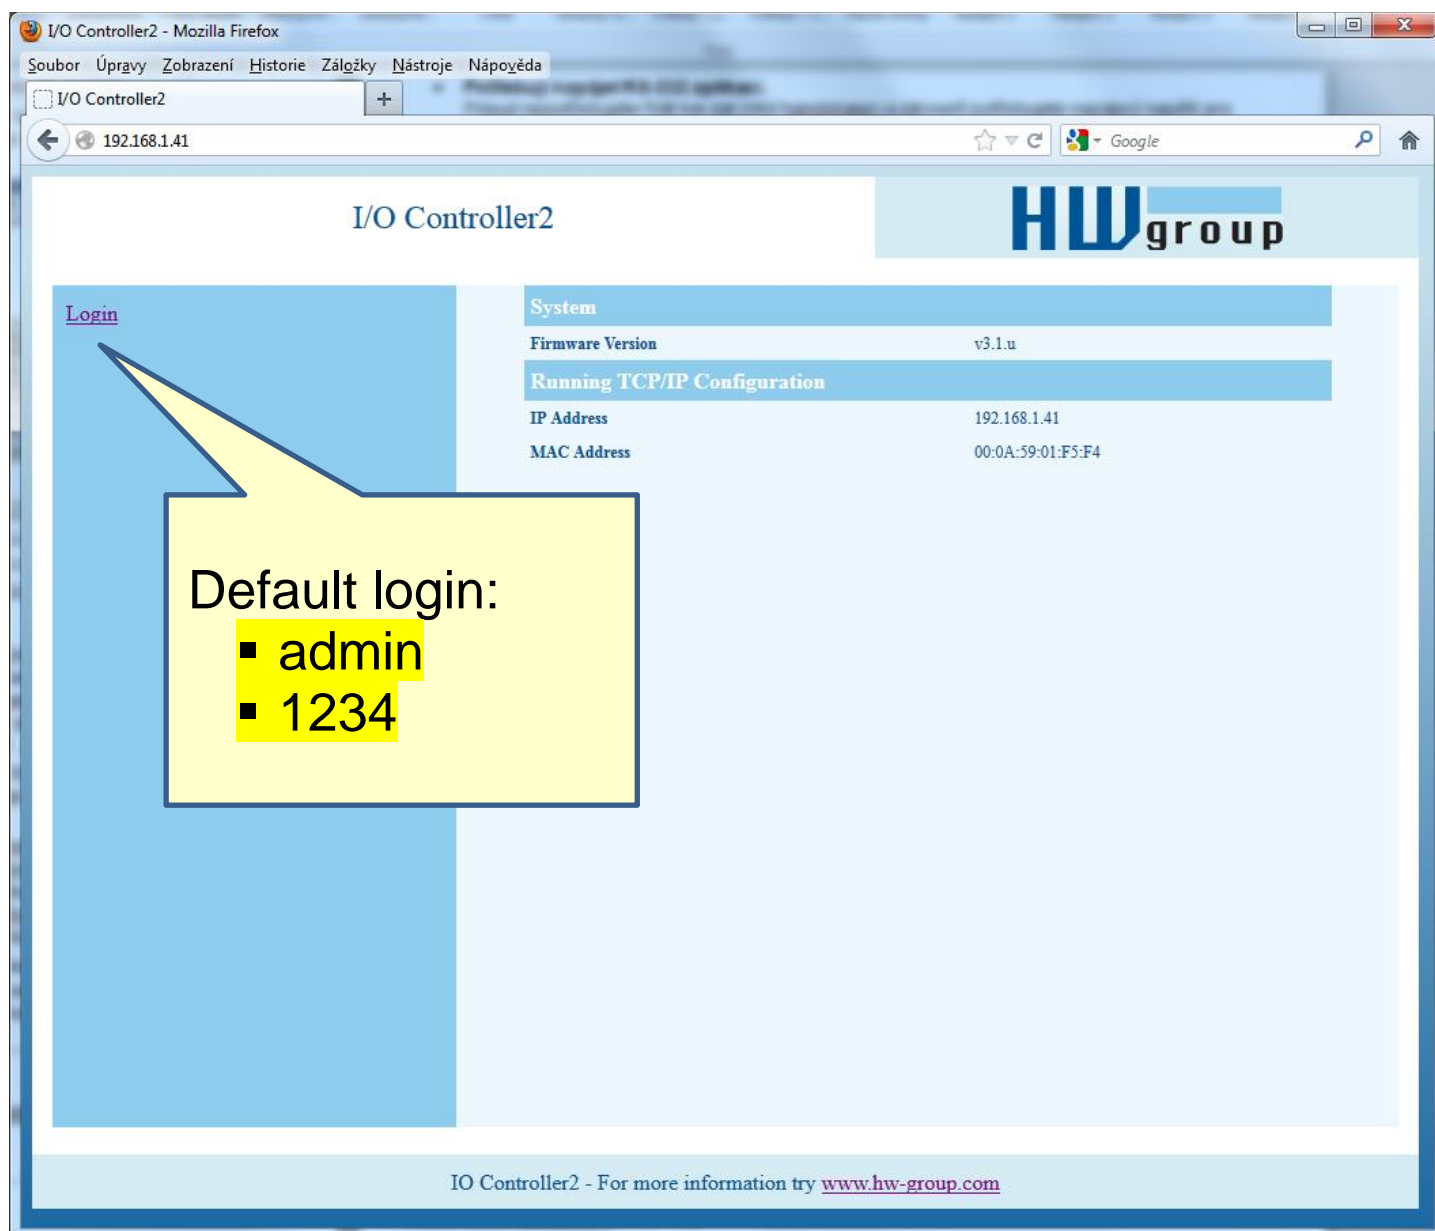 I/O Controller2 - Mozilla Firefox
Soubor Úpravy Zobrazení Historie Záložky Nástroje Nápověda
I/O Controller2
192.168.1.41
Google
I/O Controller2
HWgroup
Login
System
Firmware Version v3.1.u
Running TCP/IP Configuration
IP Address 192.168.1.41
MAC Address 00:0A:59:01:F5:F4
Default login:
▪ admin
▪ 1234
IO Controller2 - For more information try www.hw-group.com